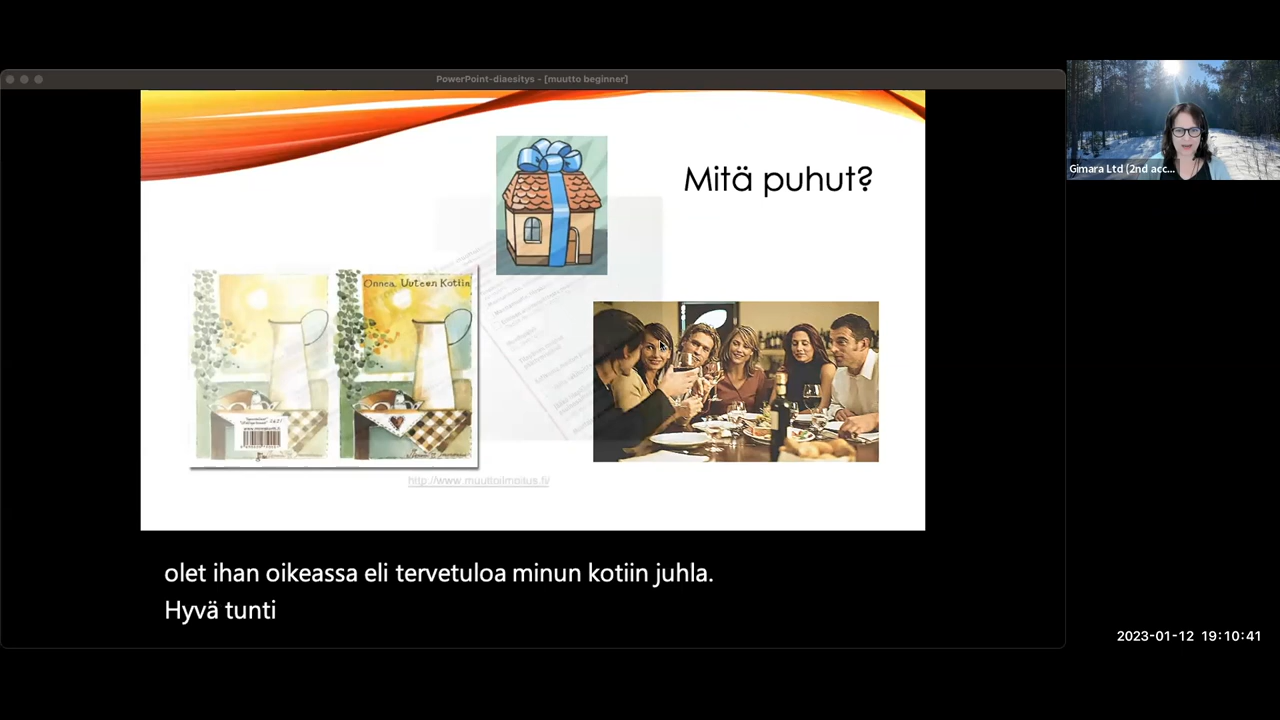 PowerPoint-diaesitys - [muutto beginner]
Mitä puhut?
Onnea Uuteen Kotiin
http://www.muuttoilmoitus.fi/
olet ihan oikeassa eli tervetuloa minun kotiin juhla.
Hyvä tunti
Gimara Ltd (2nd acc...
2023-01-12 19:10:41